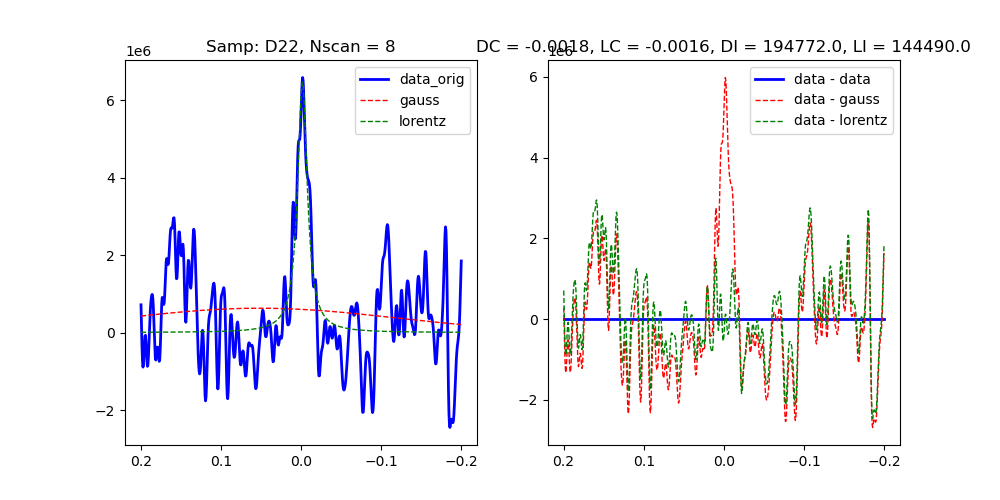 Samp: D22, Nscan = 8
1e6
data_orig
gauss
lorentz
6
4
2
0
−2
0.2 0.1 0.0 −0.1 −0.2
DC = -0.0018, LC = -0.0016, DI = 194772.0, LI = 144490.0
1e6
data - data
data - gauss
data - lorentz
6
4
2
0
−2
0.2 0.1 0.0 −0.1 −0.2